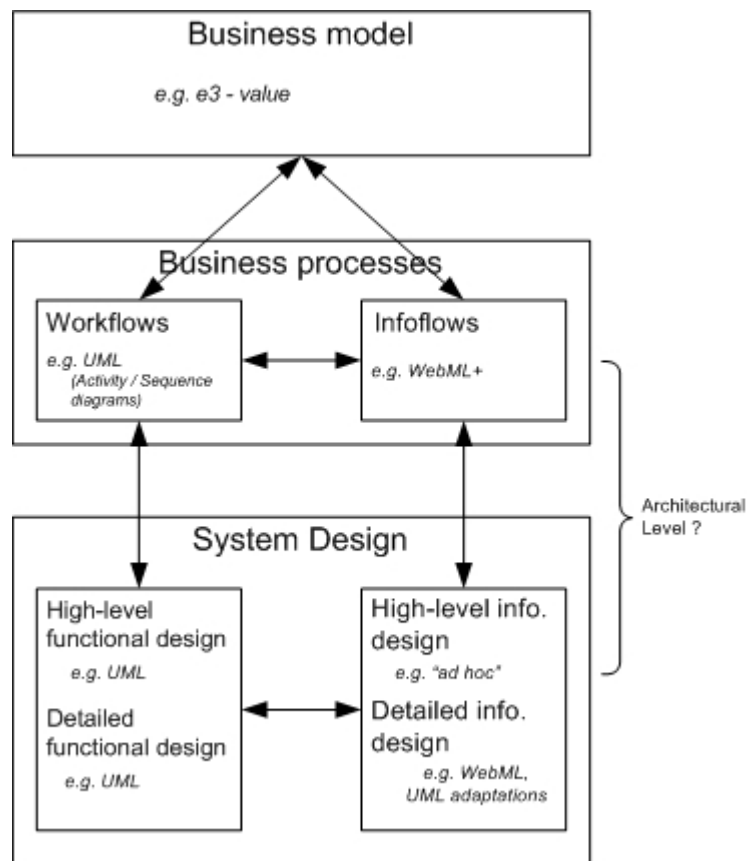 Business model
e.g. e3 - value
Business processes
Workflows
e.g. UML
(Activity / Sequence
diagrams)
Infoflows
e.g. WebML+
Architectural
Level ?
System Design
High-level
functional design
e.g. UML
Detailed
functional design
e.g. UML
High-level info.
design
e.g. “ad hoc”
Detailed info.
design
e.g. WebML,
UML adaptations